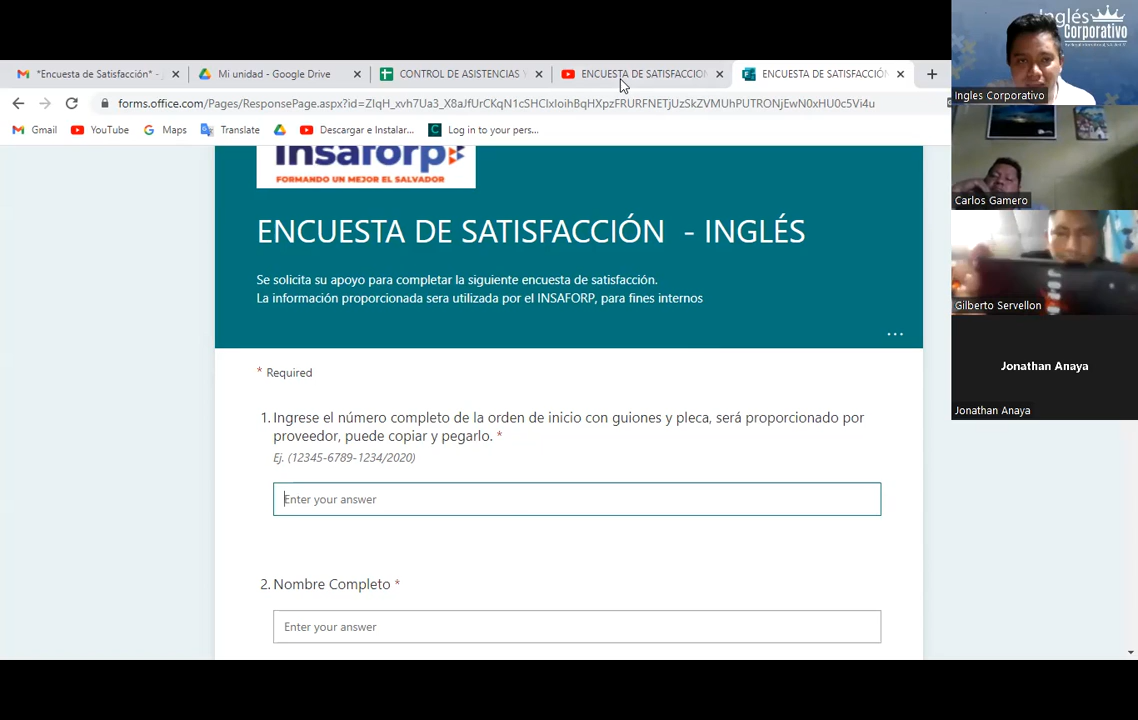 Inglés
Corporativo
*Encuesta de Satisfacción* -
Mi unidad - Google Drive
CONTROL DE ASISTENCIAS Y
ENCUESTA DE SATISFACCION
ENCUESTA DE SATISFACCIÓN
Ingles Corporativo
forms.office.com/Pages/ResponsePage.aspx?id=ZIqH_xvh7Ua3_X8aJfUrCKqN1cSHClxIoihBqHXpzFRURFNETjUzSkZVMUhPUTRONjEwN0xHU0c5Vi4u
Gmail
YouTube
Maps
Translate
Descargar e Instalar...
Log in to your pers...
insaforp
FORMANDO UN MEJOR EL SALVADOR
Carlos Gamero
ENCUESTA DE SATISFACCIÓN - INGLÉS
Se solicita su apoyo para completar la siguiente encuesta de satisfacción.
La información proporcionada sera utilizada por el INSAFORP, para fines internos
Gilberto Servellon
* Required
Jonathan Anaya
Jonathan Anaya
1. Ingrese el número completo de la orden de inicio con guiones y pleca, será proporcionado por
proveedor, puede copiar y pegarlo. *
Ej. (12345-6789-1234/2020)
Enter your answer
2. Nombre Completo *
Enter your answer